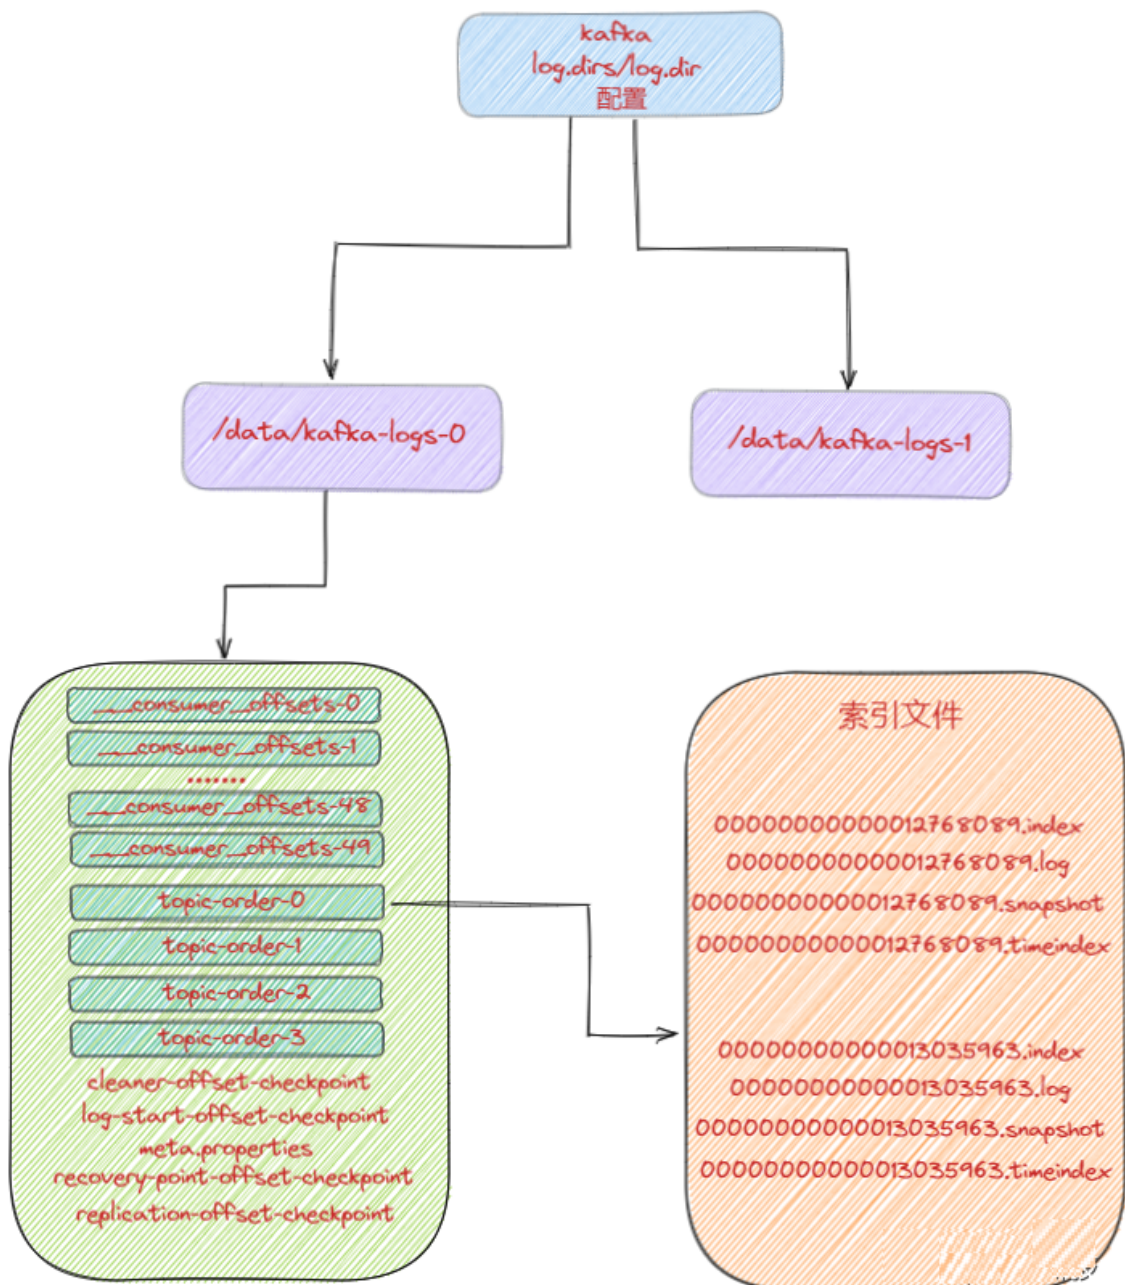 kafka
log.dirs/log.dir
配置
/data/kafka-logs-0
/data/kafka-logs-1
__consumer_offsets-0
__consumer_offsets-1
.......
__consumer_offsets-48
__consumer_offsets-49
topic-order-0
topic-order-1
topic-order-2
topic-order-3
cleaner-offset-checkpoint
log-start-offset-checkpoint
meta.properties
recovery-point-offset-checkpoint
replication-offset-checkpoint
索引文件
00000000000012768089.index
00000000000012768089.log
00000000000012768089.snapshot
00000000000012768089.timeindex
00000000000013035963.index
00000000000013035963.log
00000000000013035963.snapshot
00000000000013035963.timeindex